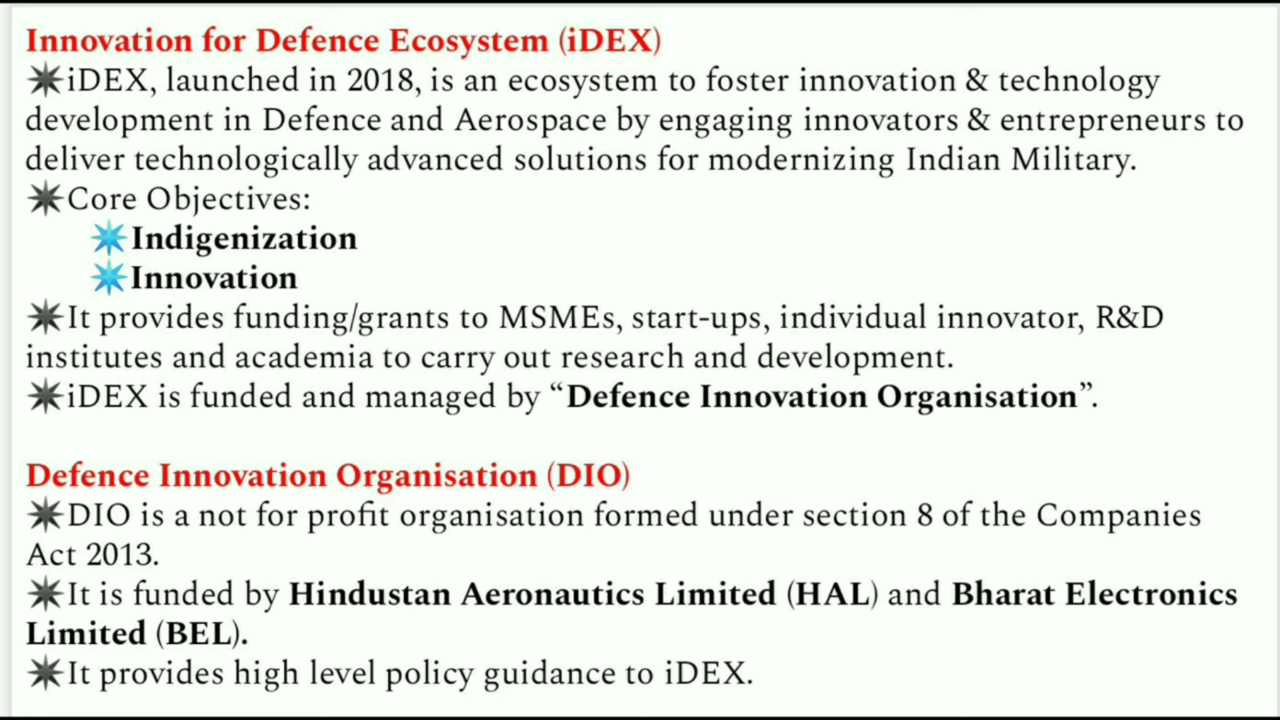 Innovation for Defence Ecosystem (iDEX)
✴iDEX, launched in 2018, is an ecosystem to foster innovation & technology
development in Defence and Aerospace by engaging innovators & entrepreneurs to
deliver technologically advanced solutions for modernizing Indian Military.
✴Core Objectives:
✴Indigenization
✴Innovation
✴It provides funding/grants to MSMEs, start-ups, individual innovator, R&D
institutes and academia to carry out research and development.
✴iDEX is funded and managed by “Defence Innovation Organisation”.
Defence Innovation Organisation (DIO)
✴DIO is a not for profit organisation formed under section 8 of the Companies
Act 2013.
✴It is funded by Hindustan Aeronautics Limited (HAL) and Bharat Electronics
Limited (BEL).
✴It provides high level policy guidance to iDEX.